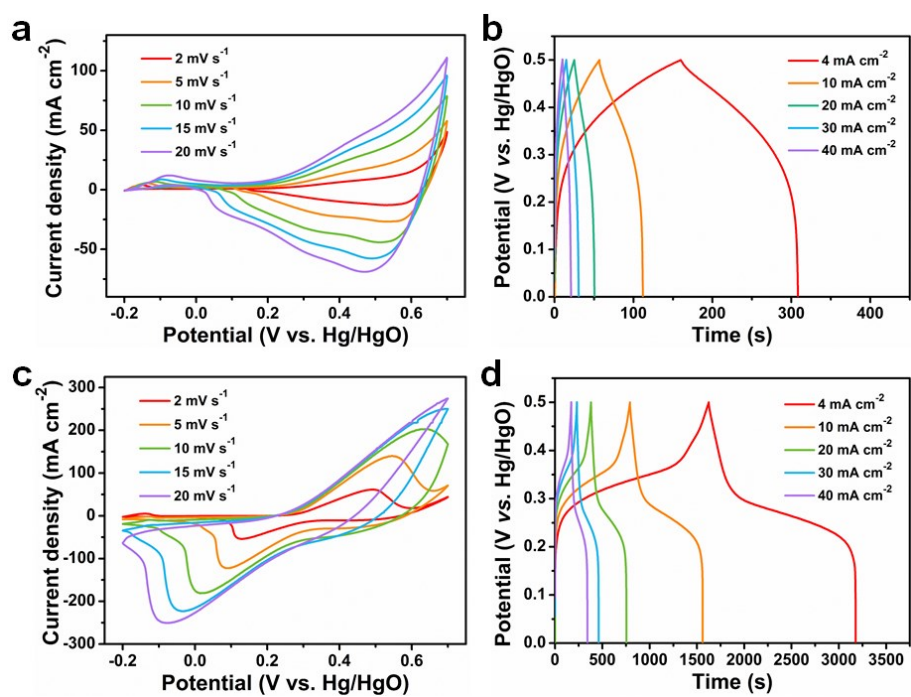 a
Current density (mA cm⁻²)
100
50
0
-50
2 mV s⁻¹
5 mV s⁻¹
10 mV s⁻¹
15 mV s⁻¹
20 mV s⁻¹
-0.2 0.0 0.2 0.4 0.6
Potential (V vs. Hg/HgO)
b
Potential (V vs. Hg/HgO)
0.5
0.4
0.3
0.2
0.1
0.0
4 mA cm⁻²
10 mA cm⁻²
20 mA cm⁻²
30 mA cm⁻²
40 mA cm⁻²
0 100 200 300 400
Time (s)
c
Current density (mA cm⁻²)
300
200
100
0
-100
-200
-300
2 mV s⁻¹
5 mV s⁻¹
10 mV s⁻¹
15 mV s⁻¹
20 mV s⁻¹
-0.2 0.0 0.2 0.4 0.6
Potential (V vs. Hg/HgO)
d
Potential (V vs. Hg/HgO)
0.5
0.4
0.3
0.2
0.1
0.0
4 mA cm⁻²
10 mA cm⁻²
20 mA cm⁻²
30 mA cm⁻²
40 mA cm⁻²
0 500 1000 1500 2000 2500 3000 3500
Time (s)